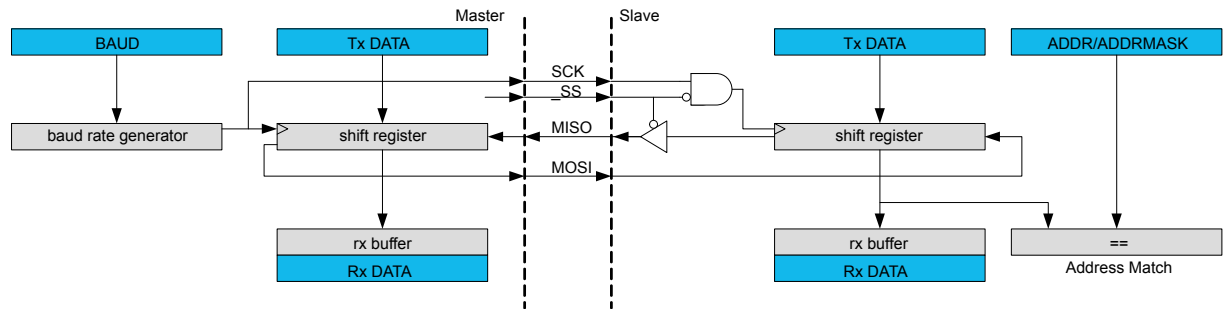 Master
Slave
BAUD
Tx DATA
Tx DATA
ADDR/ADDRMASK
SCK
_SS
baud rate generator
shift register
MISO
shift register
MOSI
rx buffer
rx buffer
==
Rx DATA
Rx DATA
Address Match